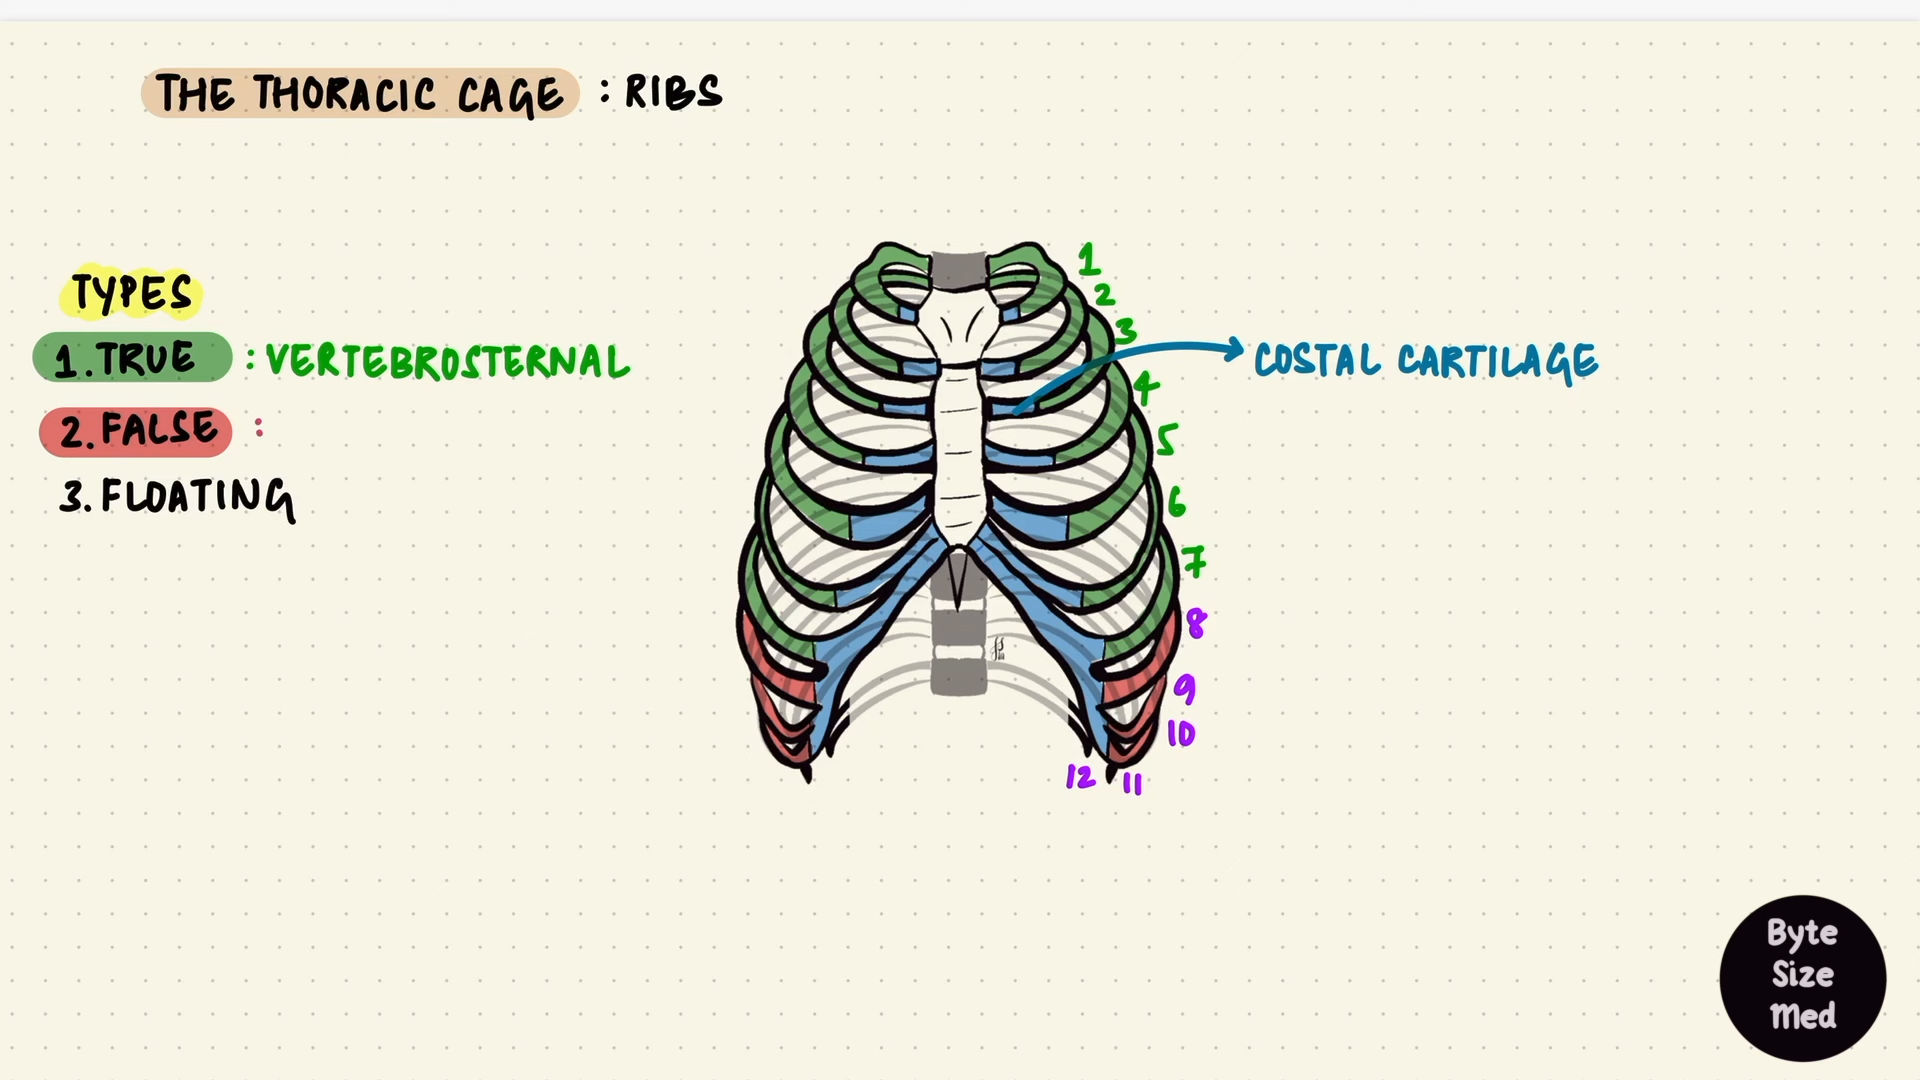 THE THORACIC CAGE : RIBS
TYPES
1. TRUE : VERTEBROSTERNAL
2. FALSE :
3. FLOATING
1
2
3
4
5
6
7
8
9
10
12 11
COSTAL CARTILAGE
Byte
Size
Med